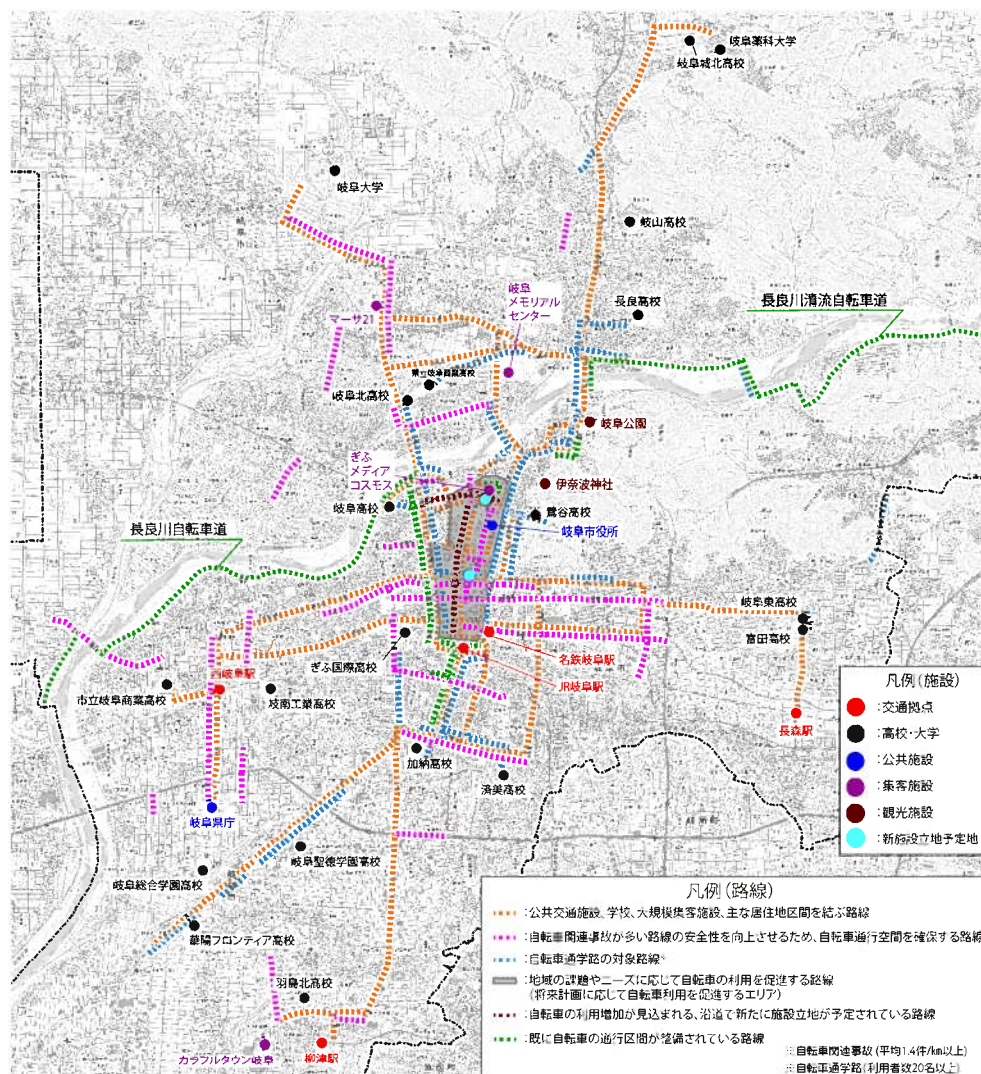 岐阜薬科大学
岐阜城北高校
岐阜大学
岐山高校
長良高校
岐阜
メモリアル
センター
マーサ21
長良川清流自転車道
県立岐阜商業高校
岐阜北高校
岐阜公園
ぎふ
メディア
コスモス
伊奈波神社
岐阜高校
鶯谷高校
岐阜市役所
長良川自転車道
岐阜東高校
富田高校
ぎふ国際高校
名鉄岐阜駅
JR岐阜駅
西岐阜駅
市立岐阜商業高校
岐南工業高校
長森駅
加納高校
済美高校
岐阜県庁
岐阜聖徳学園高校
岐阜総合学園高校
華陽フロンティア高校
羽島北高校
カラフルタウン岐阜
柳津駅
凡例(施設)
:交通拠点
:高校・大学
:公共施設
:集客施設
:観光施設
:新施設立地予定地
凡例(路線)
:公共交通施設、学校、大規模集客施設、主な居住地区間を結ぶ路線
:自転車関連事故が多い路線の安全性を向上させるため、自転車通行空間を確保する路線
:自転車通学路の対象路線
:地域の課題やニーズに応じて自転車の利用を促進する路線
(将来計画に応じて自転車利用を促進するエリア)
:自転車の利用増加が見込まれる、沿道で新たに施設立地が予定されている路線
:既に自転車の通行区間が整備されている路線
※自転車関連事故(平均1.4件/km以上)
※自転車通学路(利用者数20名以上)